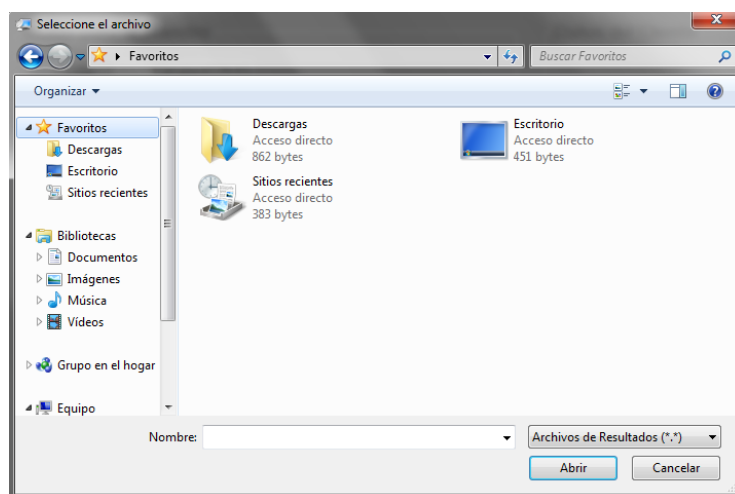 Seleccione el archivo
Favoritos
Buscar Favoritos
Organizar
Favoritos
Descargas
Escritorio
Sitios recientes
Bibliotecas
Documentos
Imágenes
Música
Vídeos
Grupo en el hogar
Equipo
Descargas
Acceso directo
862 bytes
Escritorio
Acceso directo
451 bytes
Sitios recientes
Acceso directo
383 bytes
Nombre:
Archivos de Resultados (*.*)
Abrir
Cancelar